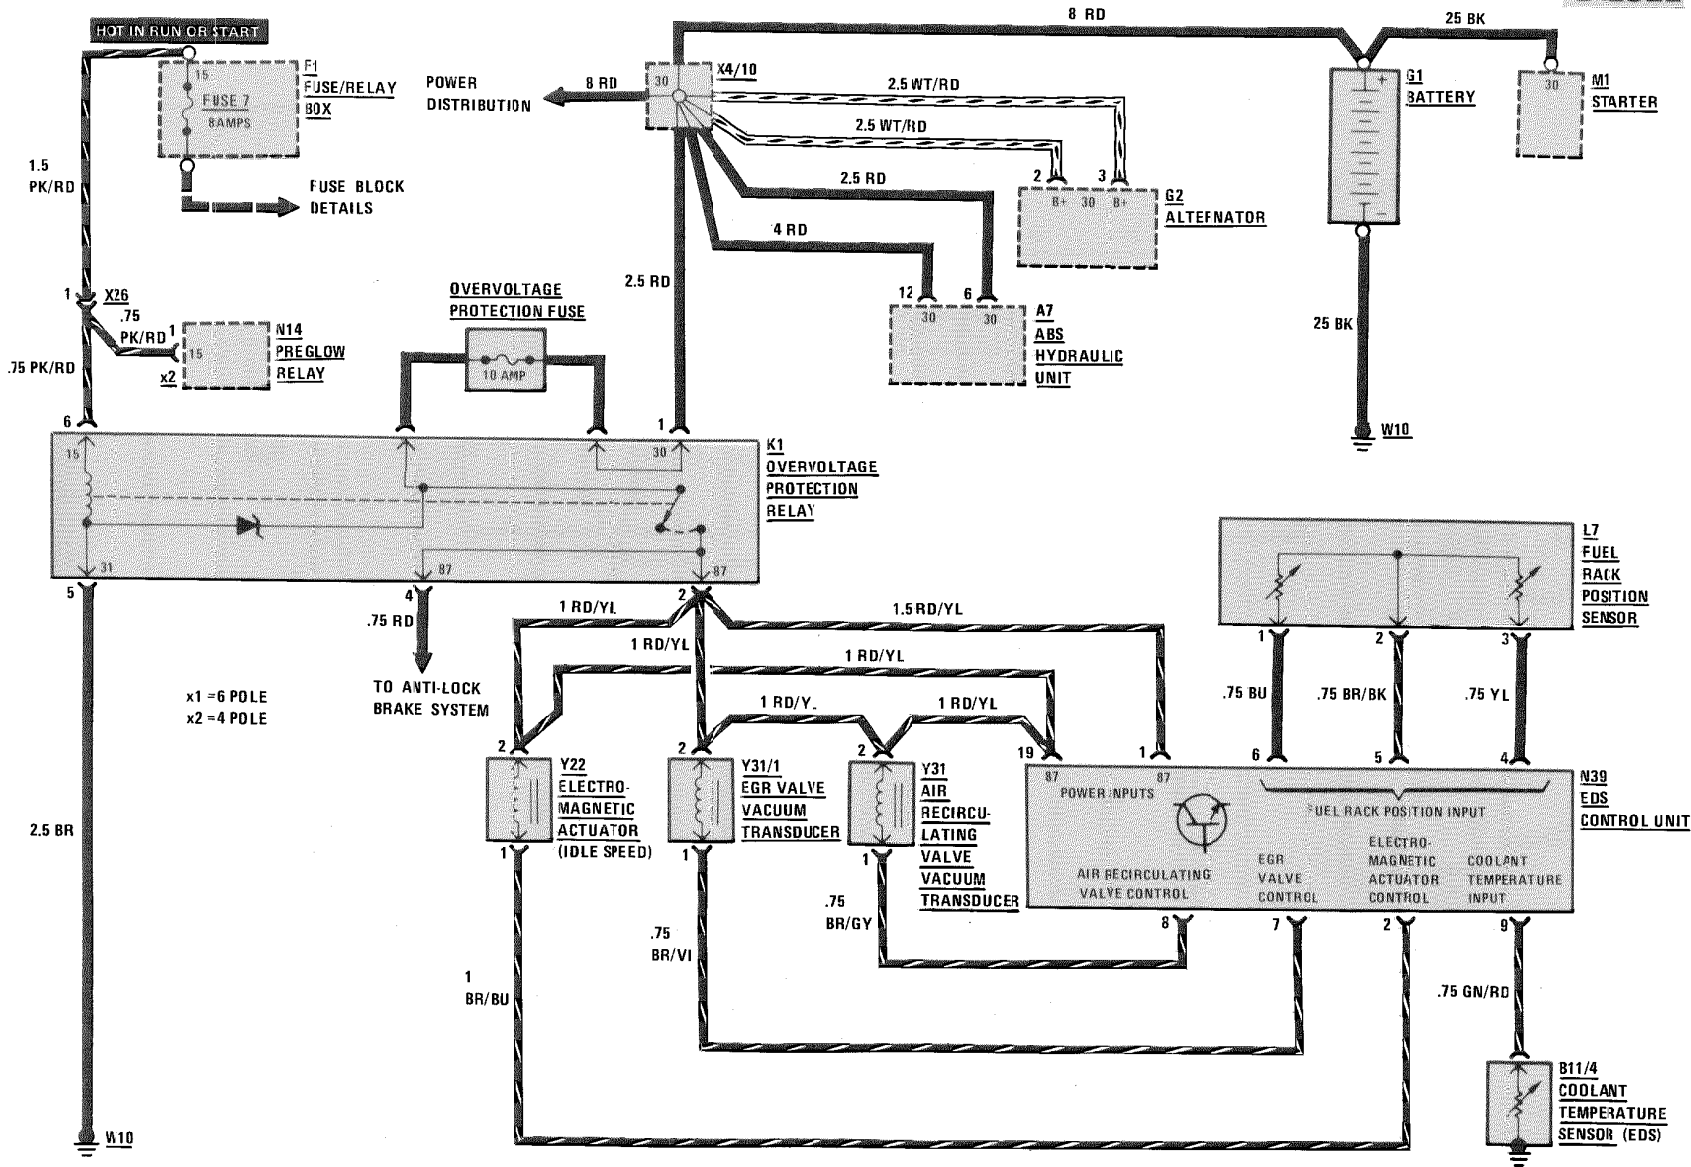 HOT IN RUN OR START
15
FUSE 7
8 AMPS
F1
FUSE/RELAY
BOX
1.5
PK/RD
FUSE BLOCK
DETAILS
POWER
DISTRIBUTION
8 RD
30
X4/10
8 RD
25 BK
2.5 WT/RD
2.5 WT/RD
2.5 RD
4 RD
2.5 RD
G1
BATTERY
+
−
30
M1
STARTER
2
3
B+
30
B+
G2
ALTEFNATOR
12
6
30
30
A7
ABS
HYDRAULIC
UNIT
25 BK
W10
1
X26
.75
PK/RD
1
15
x2
N14
PREGLOW
RELAY
.75 PK/RD
OVERVOLTAGE
PROTECTION FUSE
10 AMP
6
1
15
30
K1
OVERVOLTAGE
PROTECTION
RELAY
31
87
87
5
4
2
.75 RD
TO ANTI-LOCK
BRAKE SYSTEM
x1 =6 POLE
x2 =4 POLE
2.5 BR
W10
1 RD/YL
1.5 RD/YL
1 RD/YL
1 RD/YL
1 RD/Y
1 RD/YL
L7
FUEL
RACK
POSITION
SENSOR
1
2
3
.75 BU
.75 BR/BK
.75 YL
2
2
2
19
1
6
5
4
Y22
ELECTRO-
MAGNETIC
ACTUATOR
(IDLE SPEED)
1
Y31/1
EGR VALVE
VACUUM
TRANSDUCER
1
Y31
AIR
RECIRCU-
LATING
VALVE
VACUUM
TRANSDUCER
1
87
87
POWER INPUTS
FUEL RACK POSITION INPUT
AIR RECIRCULATING
VALVE CONTROL
EGR
VALVE
CONTROL
ELECTRO-
MAGNETIC
ACTUATOR
CONTROL
COOLANT
TEMPERATURE
INPUT
N39
EDS
CONTROL UNIT
8
7
2
9
.75
BR/GY
.75
BR/VI
1
BR/BU
.75 GN/RD
B11/4
COOLANT
TEMPERATURE
SENSOR (EDS)